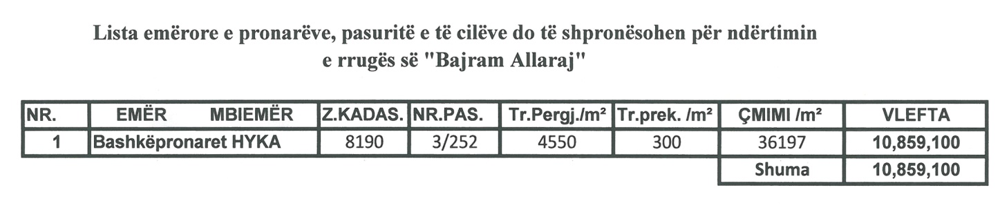 Lista emërore e pronarëve, pasuritë e të cilëve do të shpronësohen për ndërtimin
e rrugës së "Bajram Allaraj"
NR. EMËR MBIEMËR Z.KADAS. NR.PAS. Tr.Pergj./m² Tr.prek. /m² ÇMIMI /m² VLEFTA
1 Bashkëpronaret HYKA 8190 3/252 4550 300 36197 10,859,100
Shuma 10,859,100